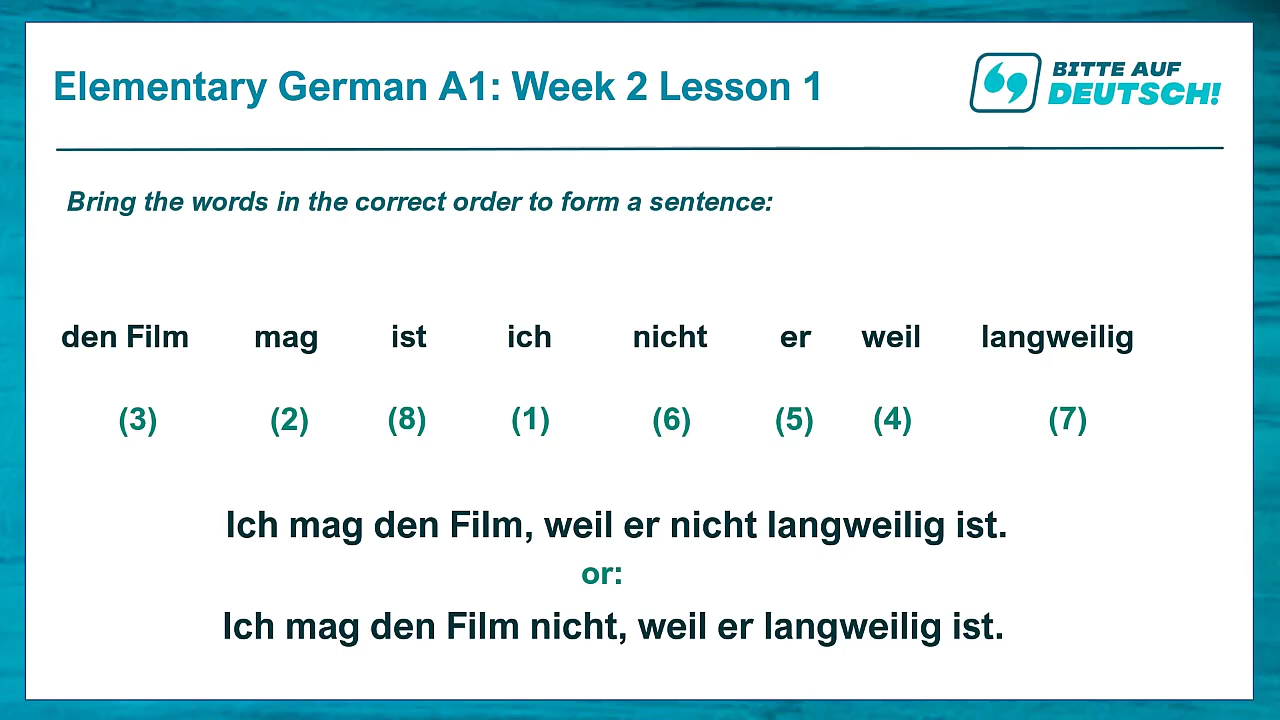 Elementary German A1: Week 2 Lesson 1
BITTE AUF
DEUTSCH!
Bring the words in the correct order to form a sentence:
den Film mag ist ich nicht er weil langweilig
(3) (2) (8) (1) (6) (5) (4) (7)
Ich mag den Film, weil er nicht langweilig ist.
or:
Ich mag den Film nicht, weil er langweilig ist.